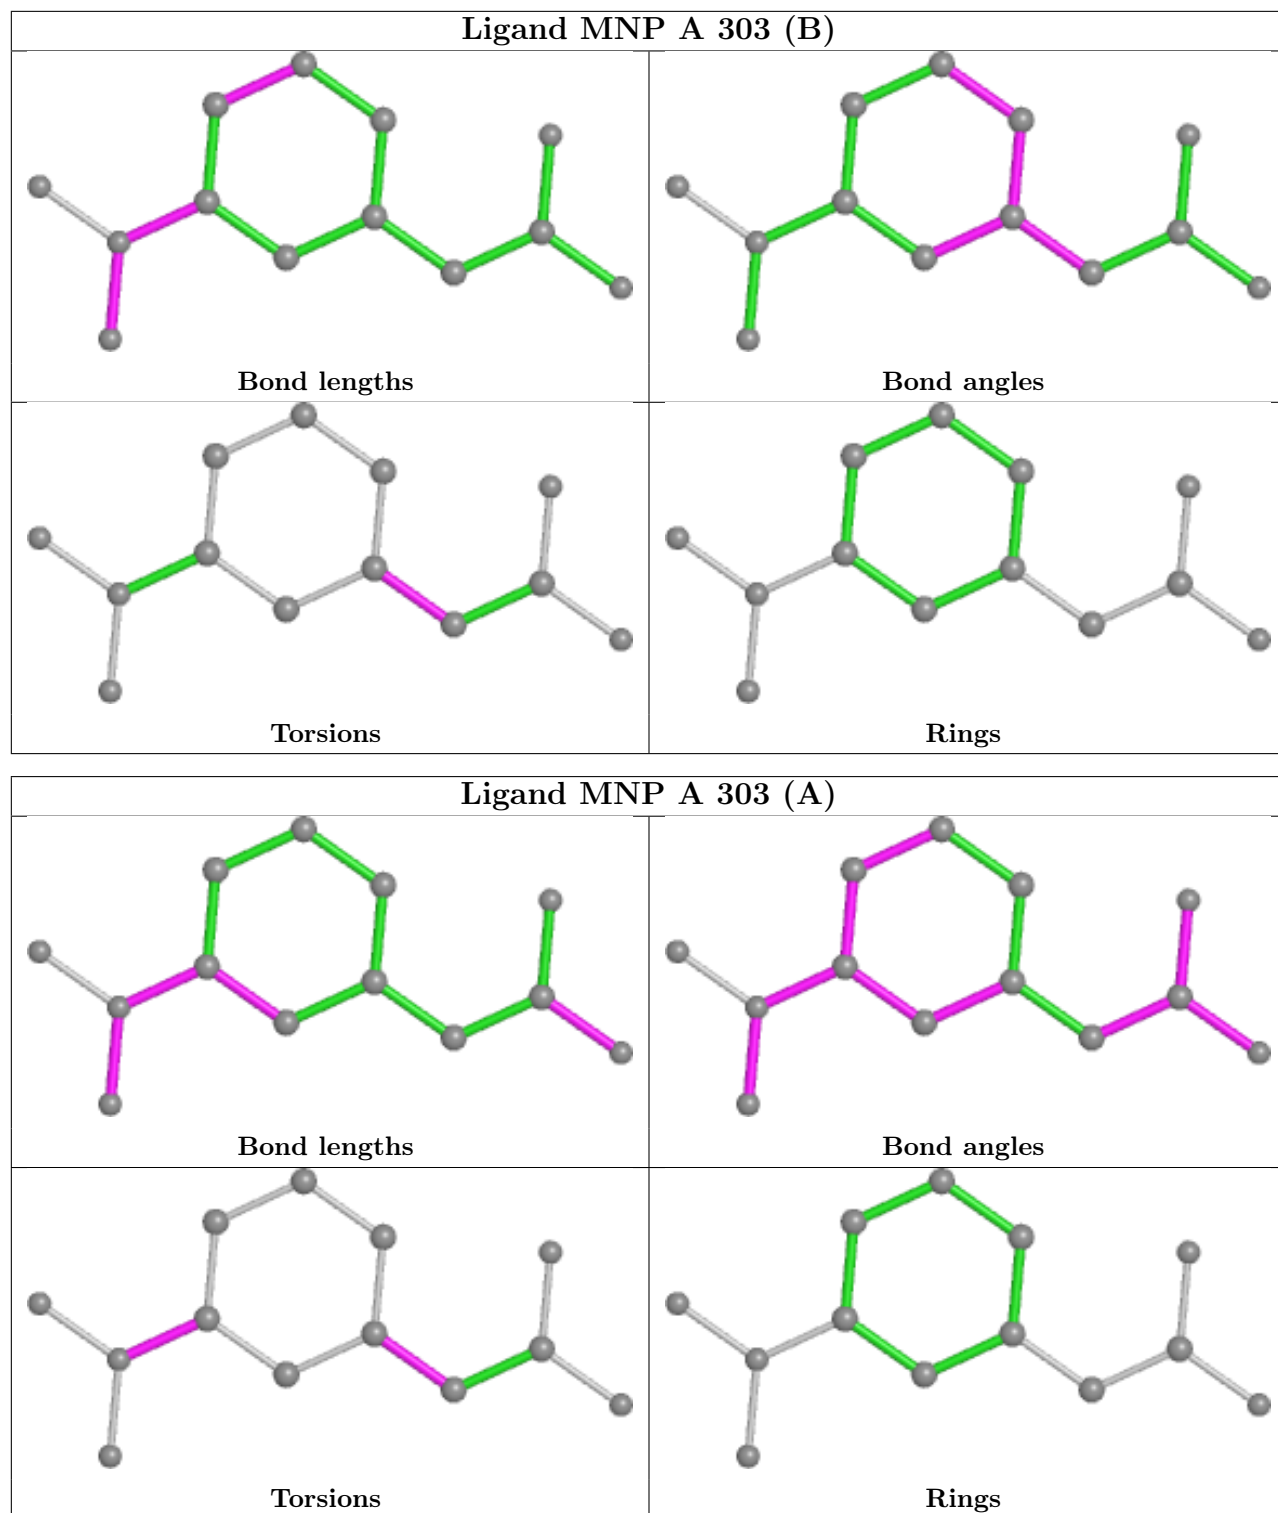 Ligand MNP A 303 (B)
Bond lengths
Bond angles
Torsions
Rings
Ligand MNP A 303 (A)
Bond lengths
Bond angles
Torsions
Rings